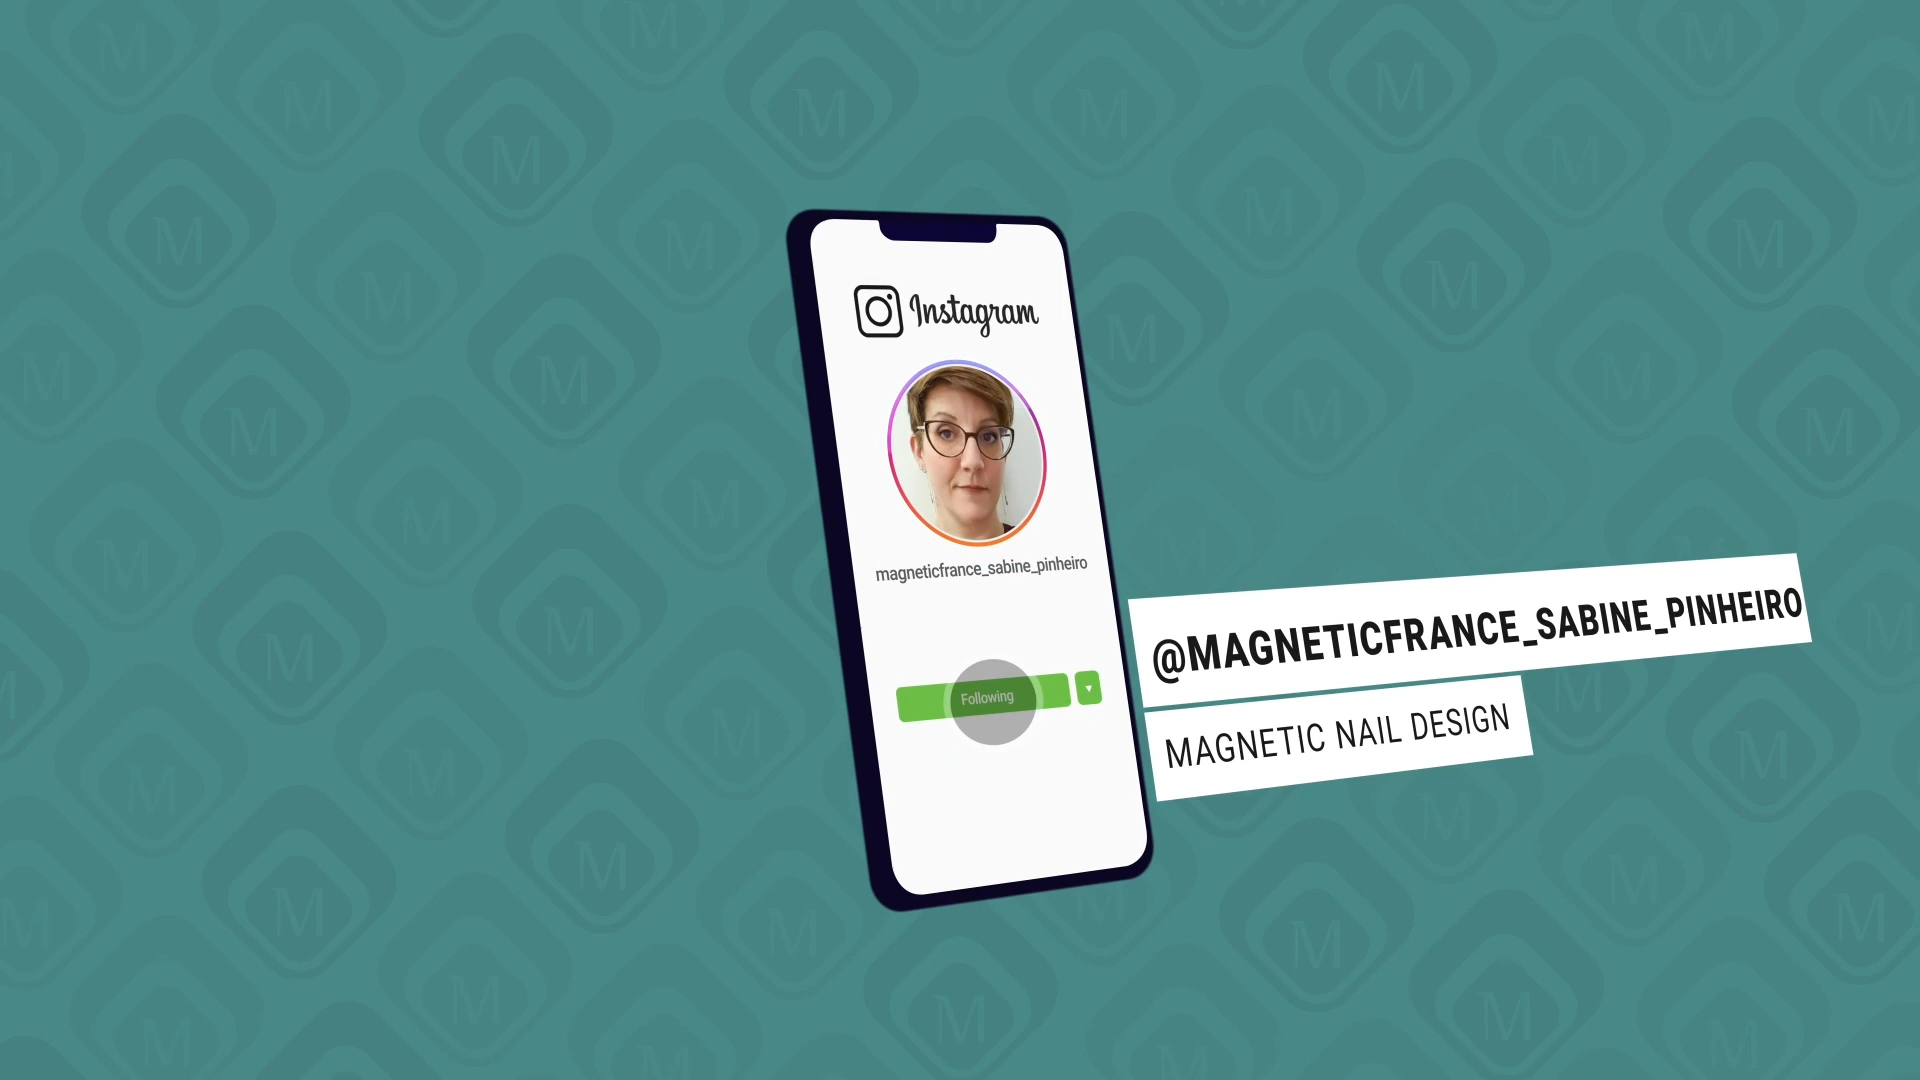 Instagram
magneticfrance_sabine_pinheiro
Following
@MAGNETICFRANCE_SABINE_PINHEIRO
MAGNETIC NAIL DESIGN